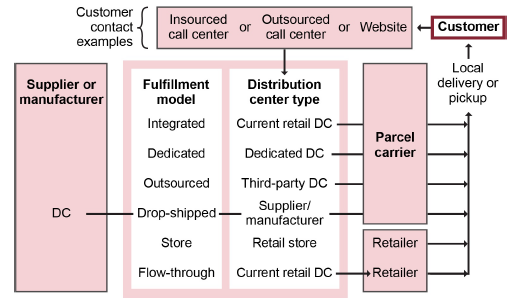 Customer
contact
examples
Insourced
call center
or
Outsourced
call center
or
Website
Customer
Supplier or
manufacturer
Fulfillment
model
Distribution
center type
Local
delivery or
pickup
Integrated
Current retail DC
Parcel
carrier
Dedicated
Dedicated DC
Outsourced
Third-party DC
DC
Drop-shipped
Supplier/
manufacturer
Store
Retail store
Retailer
Flow-through
Current retail DC
Retailer